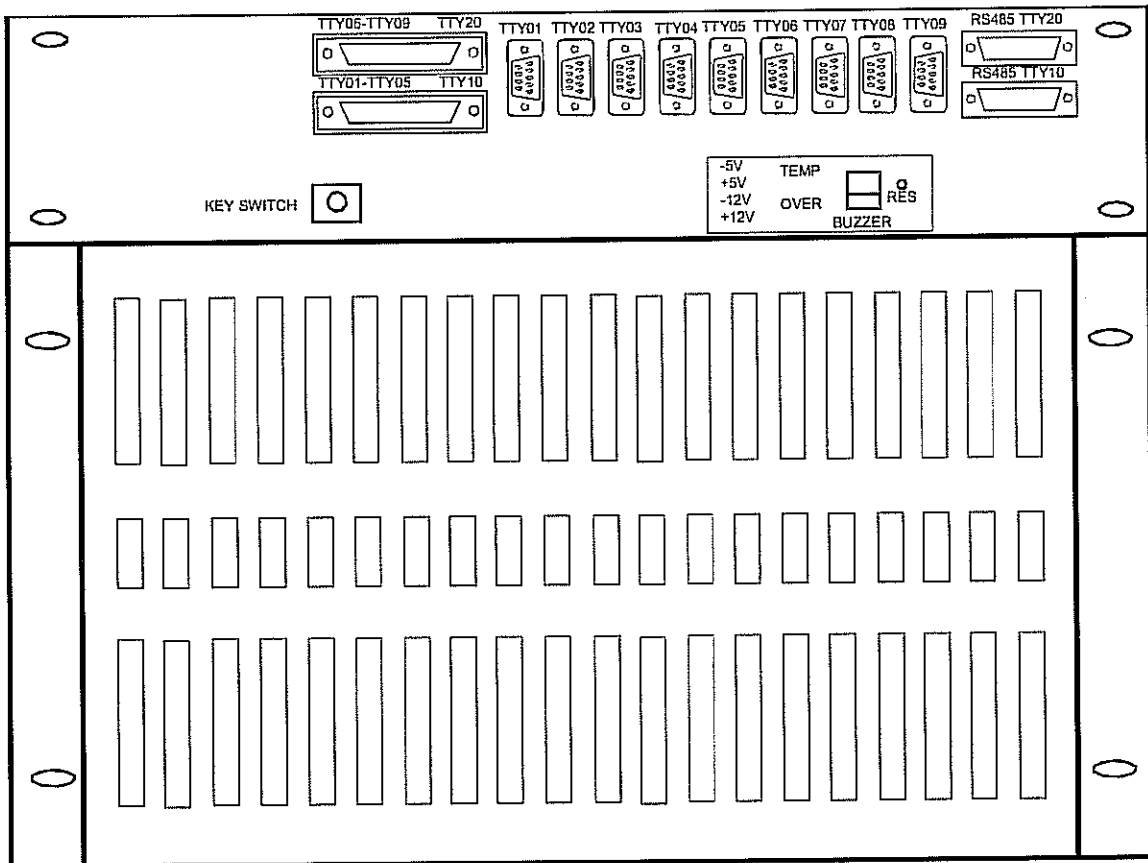 TTY06-TTY09 TTY20
TTY01 TTY02 TTY03 TTY04 TTY05 TTY06 TTY07 TTY08 TTY09
RS485 TTY20
TTY01-TTY05 TTY10
RS485 TTY10
KEY SWITCH
-5V TEMP
+5V
-12V OVER RES
+12V
BUZZER